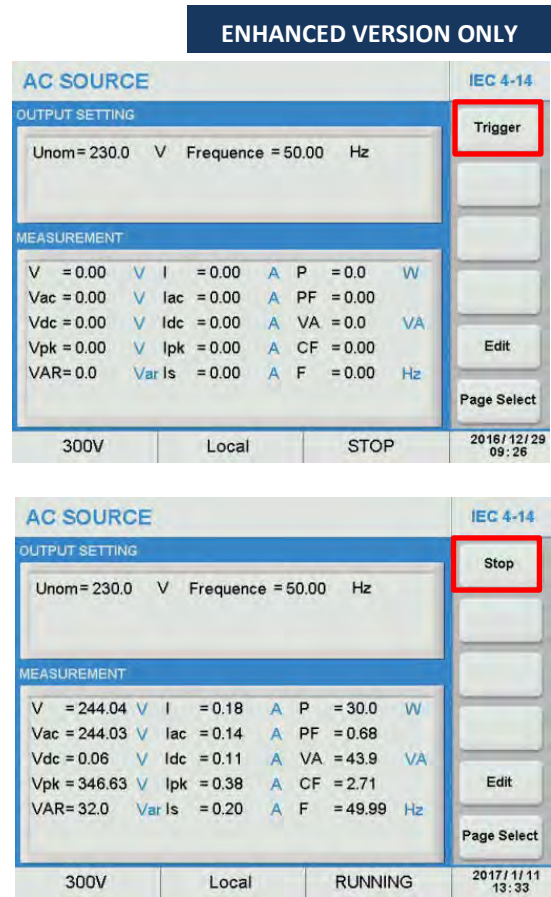 ENHANCED VERSION ONLY
AC SOURCE IEC 4-14
OUTPUT SETTING
Trigger
Unom= 230.0 V Frequence = 50.00 Hz
MEASUREMENT
V = 0.00 V I = 0.00 A P = 0.0 W
Vac = 0.00 V Iac = 0.00 A PF = 0.00
Vdc = 0.00 V Idc = 0.00 A VA = 0.0 VA
Vpk = 0.00 V Ipk = 0.00 A CF = 0.00 Edit
VAR= 0.0 Var Is = 0.00 A F = 0.00 Hz
Page Select
300V Local STOP 2016/12/29
09:26
AC SOURCE IEC 4-14
OUTPUT SETTING
Stop
Unom= 230.0 V Frequence = 50.00 Hz
MEASUREMENT
V = 244.04 V I = 0.18 A P = 30.0 W
Vac = 244.03 V Iac = 0.14 A PF = 0.68
Vdc = 0.06 V Idc = 0.11 A VA = 43.9 VA
Vpk = 346.63 V Ipk = 0.38 A CF = 2.71 Edit
VAR= 32.0 Var Is = 0.20 A F = 49.99 Hz
Page Select
300V Local RUNNING 2017/1/11
13:33